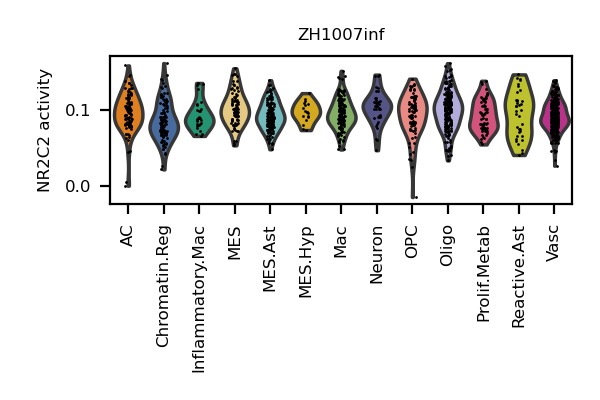 ZH1007inf
NR2C2 activity
0.1
0.0
AC
Chromatin.Reg
Inflammatory.Mac
MES
MES.Ast
MES.Hyp
Mac
Neuron
OPC
Oligo
Prolif.Metab
Reactive.Ast
Vasc